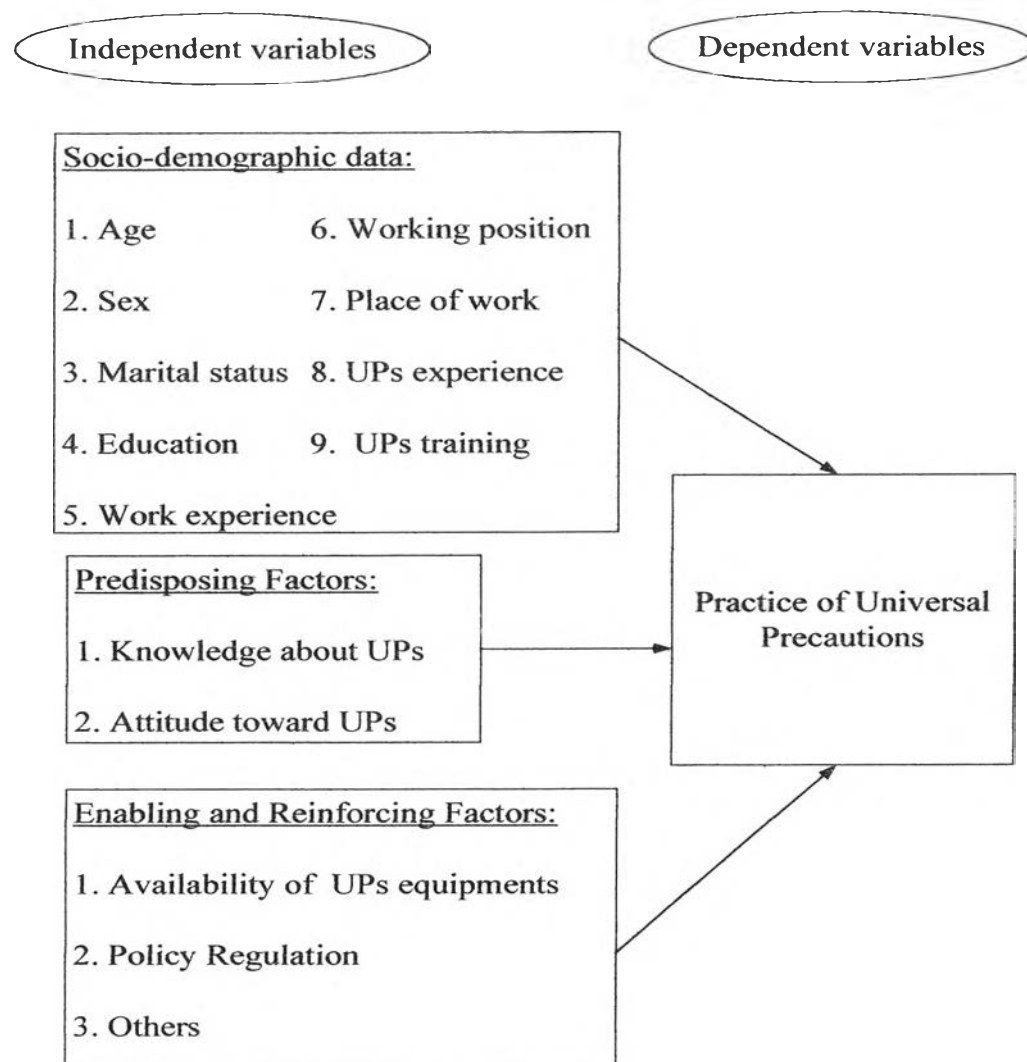 Independent variables
Dependent variables
Socio-demographic data:
1. Age
6. Working position
2. Sex
7. Place of work
3. Marital status
8. UPs experience
4. Education
9. UPs training
5. Work experience
Predisposing Factors:
1. Knowledge about UPs
2. Attitude toward UPs
Practice of Universal
Precautions
Enabling and Reinforcing Factors:
1. Availability of UPs equipments
2. Policy Regulation
3. Others